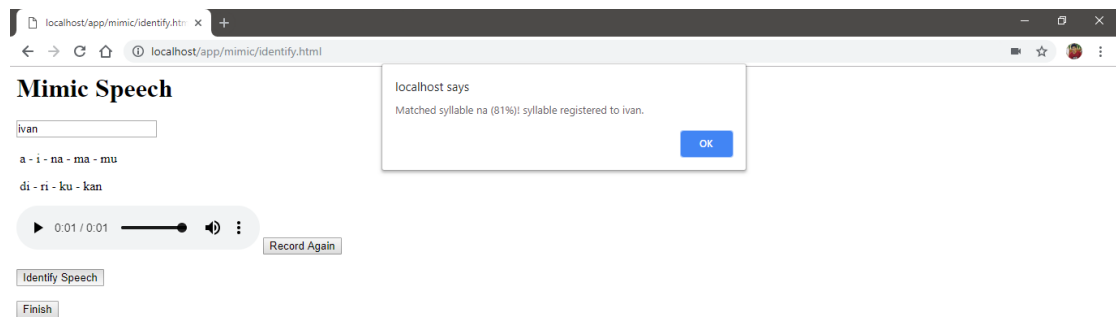 localhost/app/mimic/identify.htm
localhost/app/mimic/identify.html
Mimic Speech
localhost says
Matched syllable na (81%)! syllable registered to ivan.
OK
ivan
a - i - na - ma - mu
di - ri - ku - kan
0:01 / 0:01
Record Again
Identify Speech
Finish